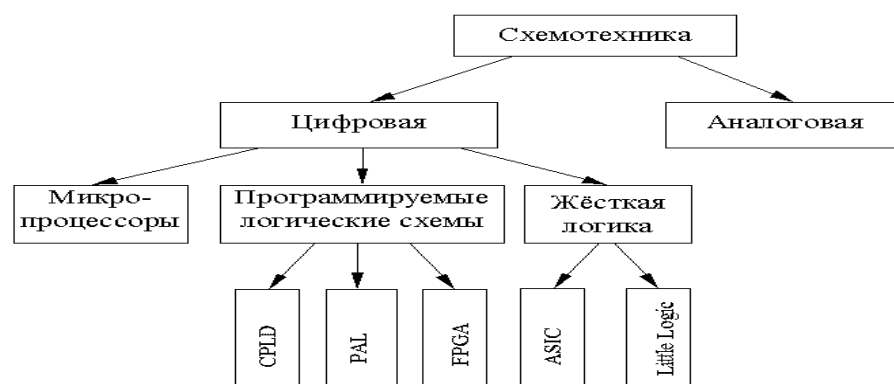 Схемотехника
Цифровая
Аналоговая
Микро-
процессоры
Программируемые
логические схемы
Жёсткая
логика
CPLD
PAL
FPGA
ASIC
Little Logic